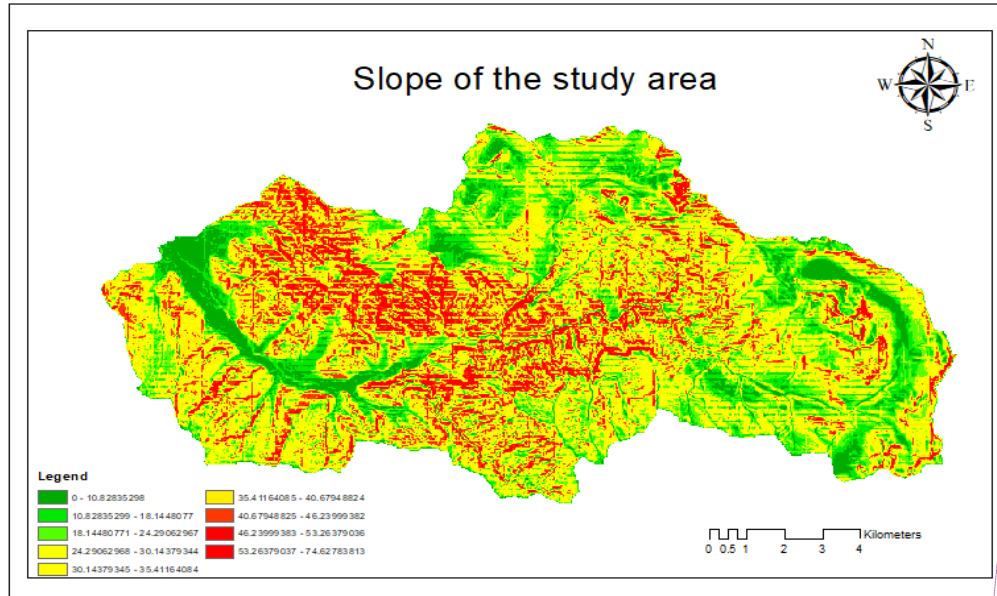 Slope of the study area
N
W E
S
Legend
0 - 10.82835298
10.82835299 - 18.1448077
18.14480771 - 24.29062967
24.29062968 - 30.14379344
30.14379345 - 35.41164084
35.41164085 - 40.67948824
40.67948825 - 46.23999382
46.23999383 - 53.26379036
53.26379037 - 74.62783813
Kilometers
0 0.5 1 2 3 4